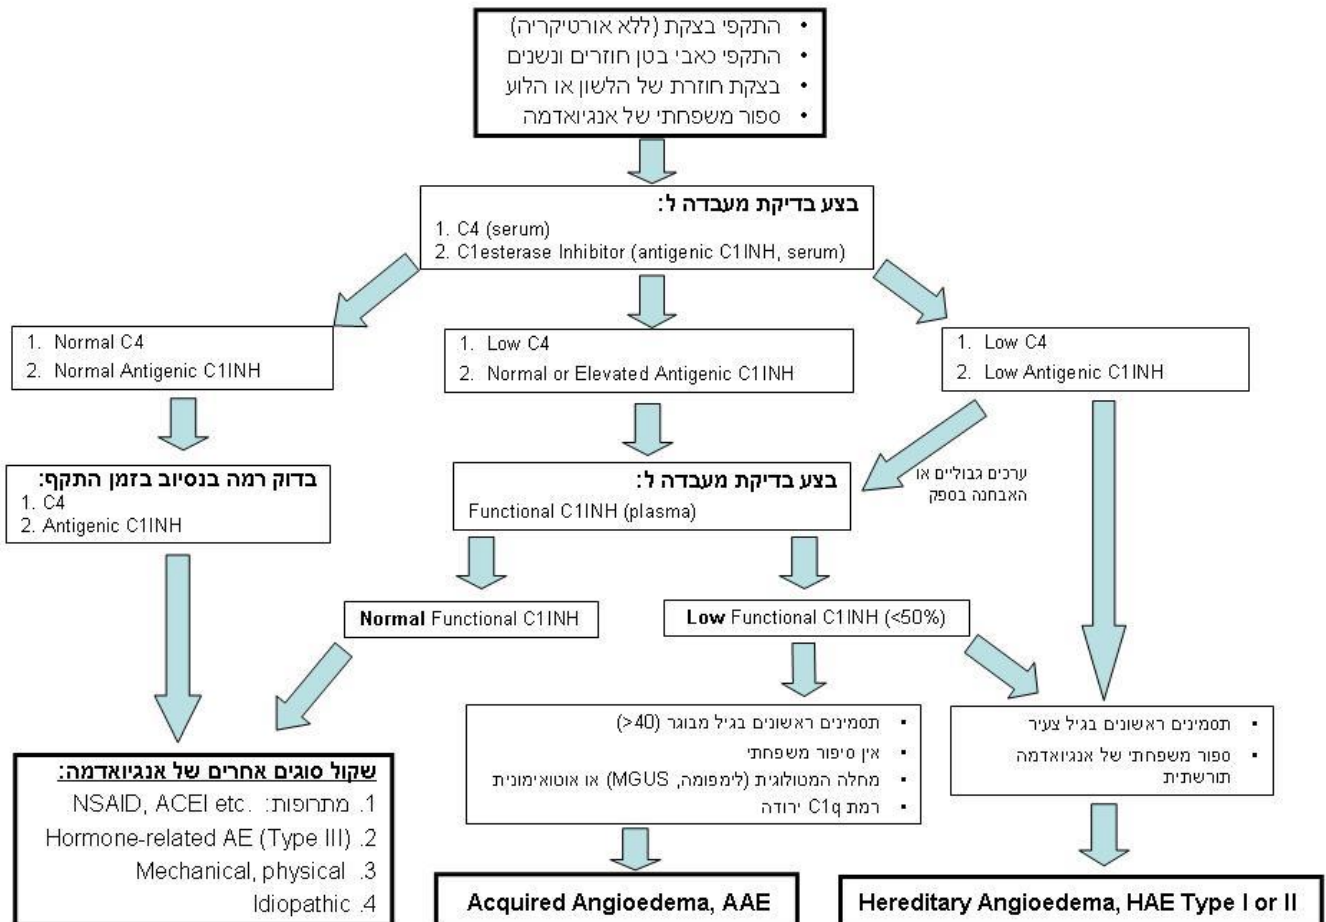 • התקפי בצקת (ללא אורטיקריה)
• התקפי כאבי בטן חוזרים ונשנים
• בצקת חוזרת של הלשון או הלוע
• ספור משפחתי של אנגיואדמה
בצע בדיקת מעבדה ל:
1. C4 (serum)
2. C1esterase Inhibitor (antigenic C1INH, serum)
1. Normal C4
2. Normal Antigenic C1INH
1. Low C4
2. Normal or Elevated Antigenic C1INH
1. Low C4
2. Low Antigenic C1INH
בדוק רמה בנסיוב בזמן התקף:
1. C4
2. Antigenic C1INH
בצע בדיקת מעבדה ל:
Functional C1INH (plasma)
ערכים גבוליים או
האבחנה בספק
Normal Functional C1INH
Low Functional C1INH (<50%)
▪ תסמינים ראשונים בגיל מבוגר (>40)
▪ אין סיפור משפחתי
▪ מחלה המטולוגית (לימפומה, MGUS) או אוטואימונית
▪ רמת C1q ירודה
▪ תסמינים ראשונים בגיל צעיר
▪ ספור משפחתי של אנגיואדמה
תורשתית
שקול סוגים אחרים של אנגיואדמה:
1. מתרופות: NSAID, ACEI etc.
2. Hormone-related AE (Type III)
3. Mechanical, physical
4. Idiopathic
Acquired Angioedema, AAE
Hereditary Angioedema, HAE Type I or II